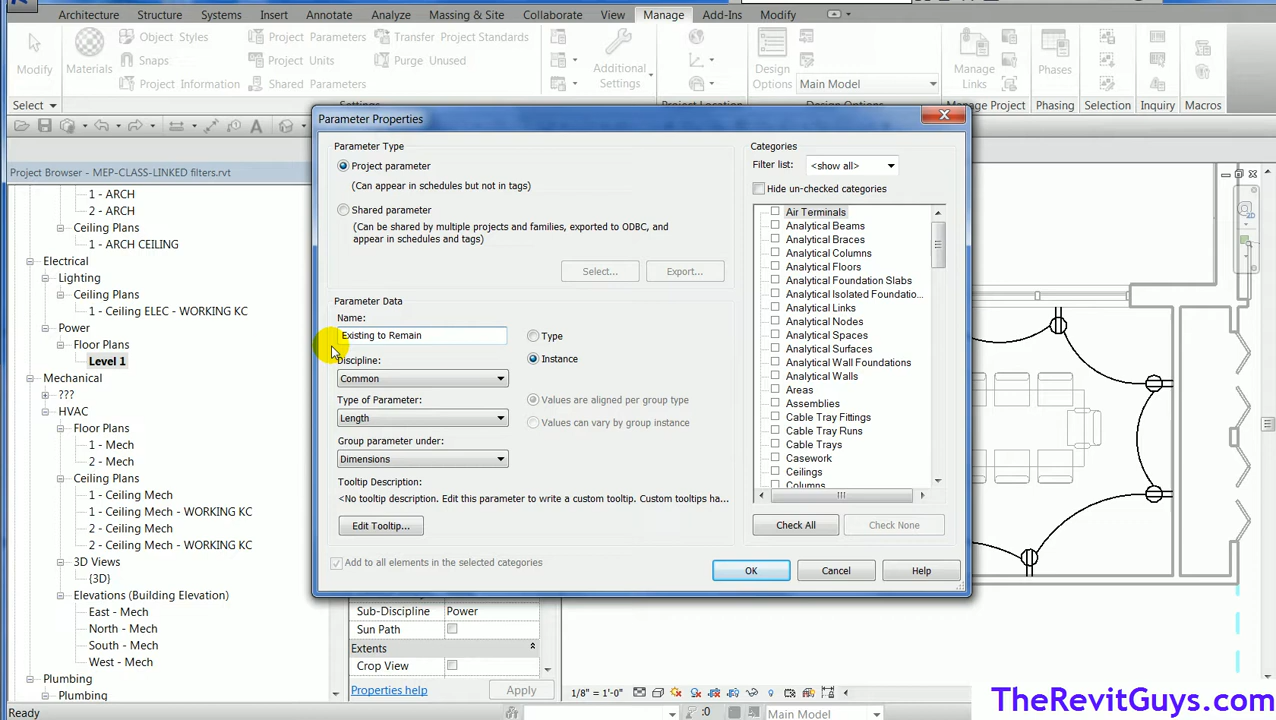 Architecture Structure Systems Insert Annotate Analyze Massing & Site Collaborate View Manage Add-Ins Modify
Modify
Materials
Object Styles
Snaps
Project Information
Project Parameters
Project Units
Shared Parameters
Transfer Project Standards
Purge Unused
Additional
Settings
Design
Options
Main Model
Manage
Links
Phases
Select
Settings
Project Location
Design Options
Manage Project Phasing Selection Inquiry Macros
Project Browser - MEP-CLASS-LINKED filters.rvt
1 - ARCH
2 - ARCH
Ceiling Plans
1 - ARCH CEILING
Electrical
Lighting
Ceiling Plans
1 - Ceiling ELEC - WORKING KC
Power
Floor Plans
Level 1
Mechanical
???
HVAC
Floor Plans
1 - Mech
2 - Mech
Ceiling Plans
1 - Ceiling Mech
1 - Ceiling Mech - WORKING KC
2 - Ceiling Mech
2 - Ceiling Mech - WORKING KC
3D Views
{3D}
Elevations (Building Elevation)
East - Mech
North - Mech
South - Mech
West - Mech
Plumbing
Plumbing
Parameter Properties
Parameter Type
Project parameter
(Can appear in schedules but not in tags)
Shared parameter
(Can be shared by multiple projects and families, exported to ODBC, and
appear in schedules and tags)
Select...
Export...
Parameter Data
Name:
Existing to Remain
Type
Discipline:
Instance
Common
Type of Parameter:
Values are aligned per group type
Length
Values can vary by group instance
Group parameter under:
Dimensions
Tooltip Description:
<No tooltip description. Edit this parameter to write a custom tooltip. Custom tooltips ha...
Edit Tooltip...
Add to all elements in the selected categories
Categories
Filter list:
<show all>
Hide un-checked categories
Air Terminals
Analytical Beams
Analytical Braces
Analytical Columns
Analytical Floors
Analytical Foundation Slabs
Analytical Isolated Foundatio...
Analytical Links
Analytical Nodes
Analytical Spaces
Analytical Surfaces
Analytical Wall Foundations
Analytical Walls
Areas
Assemblies
Cable Tray Fittings
Cable Tray Runs
Cable Trays
Casework
Ceilings
Columns
Check All
Check None
OK
Cancel
Help
Sub-Discipline
Power
Sun Path
Extents
Crop View
Properties help
Apply
1/8" = 1'-0"
Ready
:0
Main Model
2D
TheRevitGuys.com